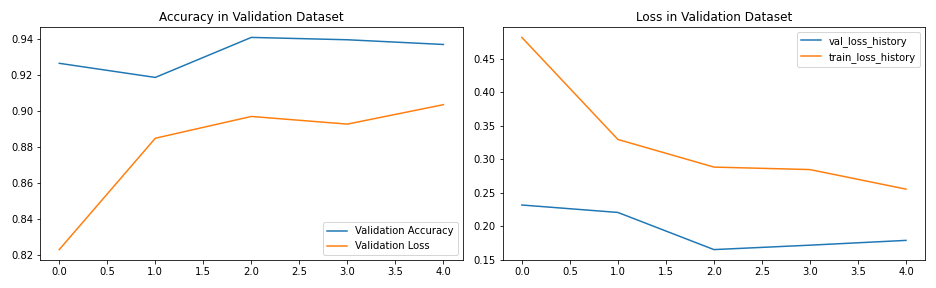 Accuracy in Validation Dataset
0.94
0.92
0.90
0.88
0.86
0.84
0.82
Validation Accuracy
Validation Loss
0.0 0.5 1.0 1.5 2.0 2.5 3.0 3.5 4.0
Loss in Validation Dataset
val_loss_history
train_loss_history
0.45
0.40
0.35
0.30
0.25
0.20
0.15
0.0 0.5 1.0 1.5 2.0 2.5 3.0 3.5 4.0